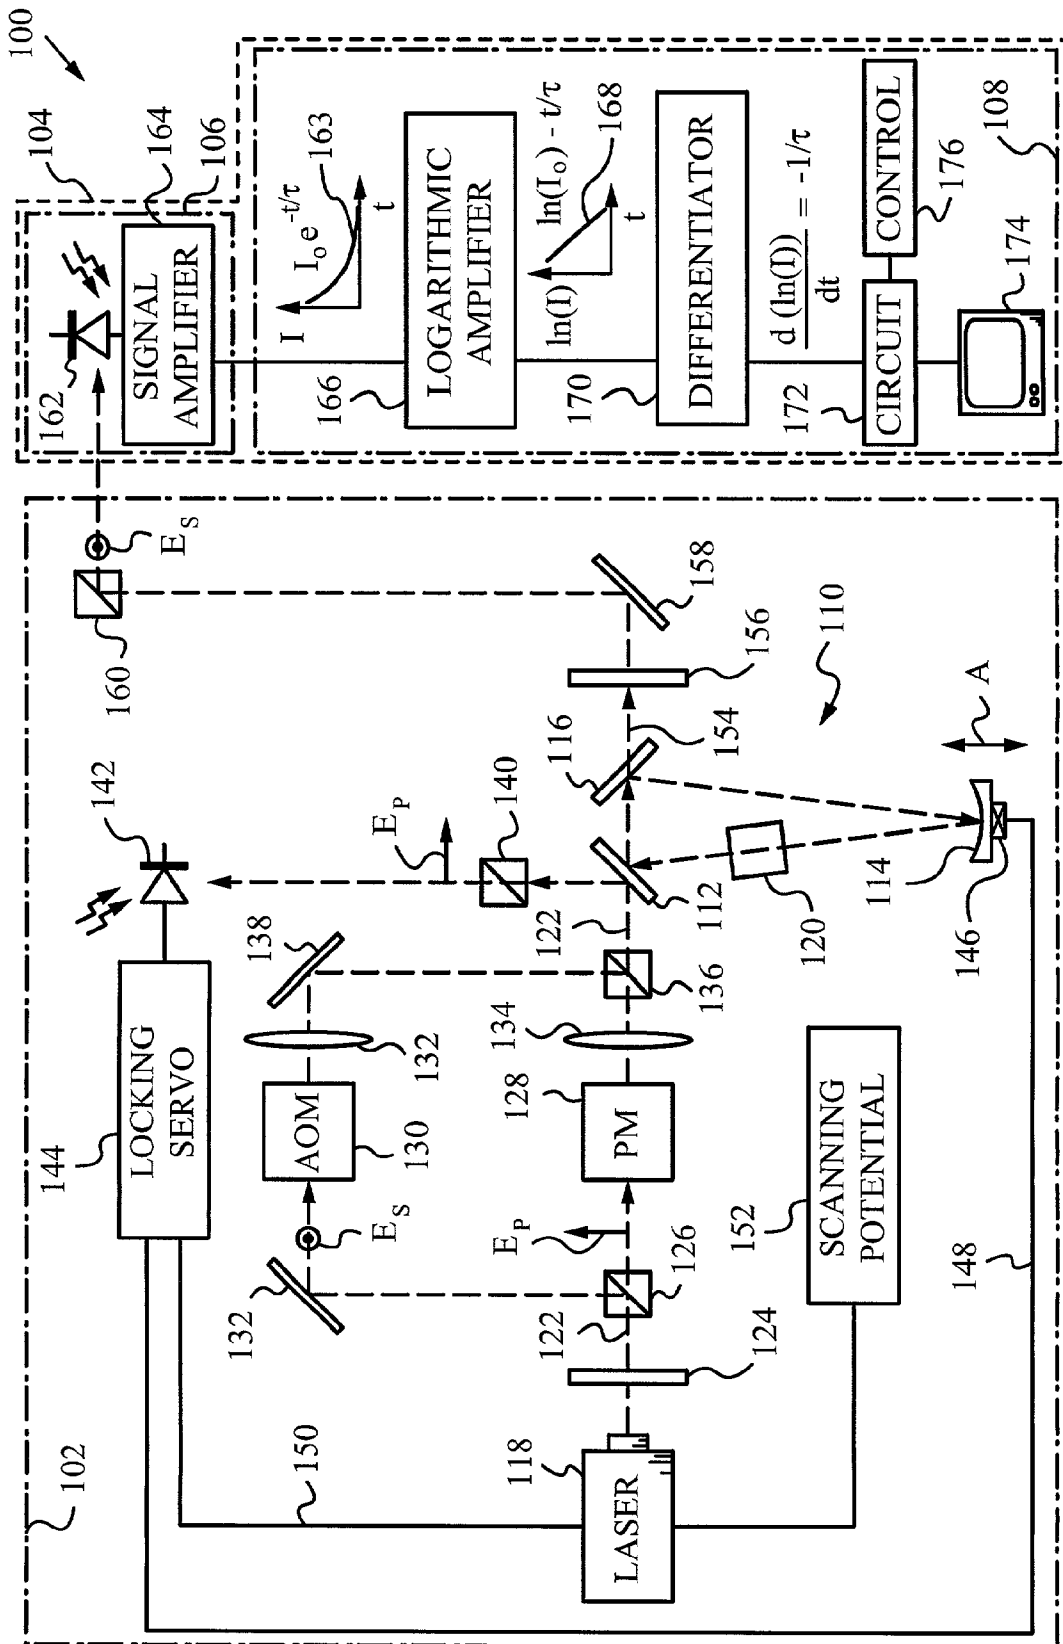 100
104
164
106
162
SIGNAL
AMPLIFIER
I
I₀ e^-t/τ
163
t
166
LOGARITHMIC
AMPLIFIER
ln(I)
ln(I₀) - t/τ
168
t
170
DIFFERENTIATOR
d (ln(I))
dt
= -1/τ
172
CIRCUIT
CONTROL
176
174
108
102
E_S
160
158
156
154
110
116
A
142
140
E_P
112
122
120
114
146
144
LOCKING
SERVO
138
132
134
136
AOM
130
128
PM
E_S
E_P
132
126
122
124
152
SCANNING
POTENTIAL
148
150
118
LASER